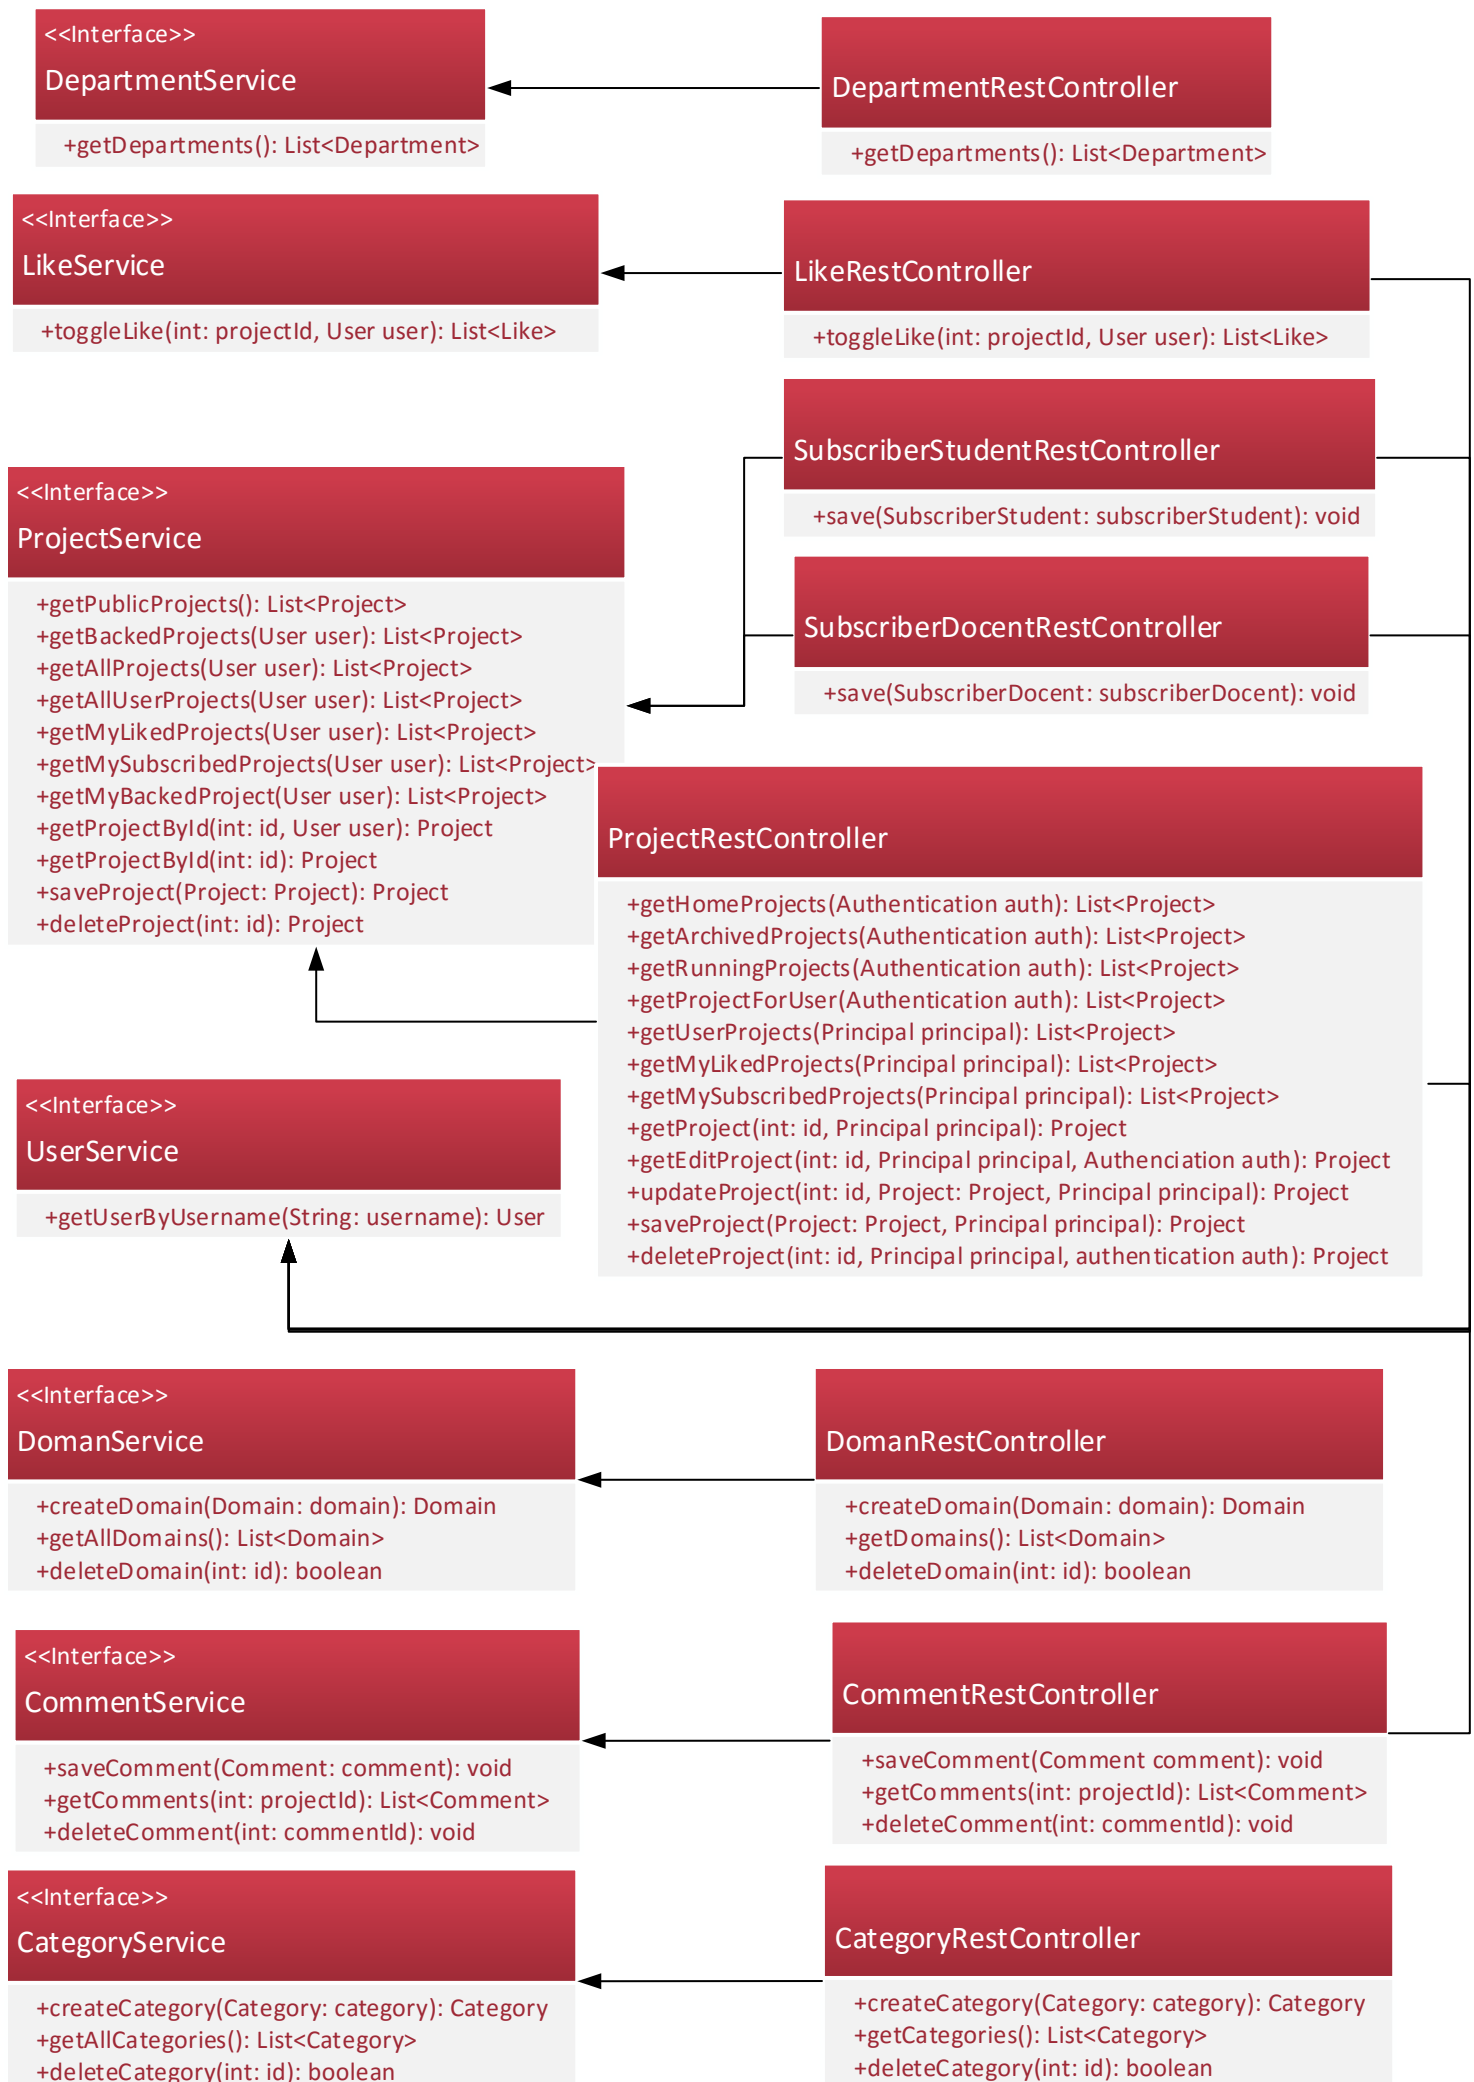 <<Interface>>
DepartmentService
+getDepartments(): List<Department>
DepartmentRestController
+getDepartments(): List<Department>
<<Interface>>
LikeService
+toggleLike(int: projectId, User user): List<Like>
LikeRestController
+toggleLike(int: projectId, User user): List<Like>
SubscriberStudentRestController
+save(SubscriberStudent: subscriberStudent): void
<<Interface>>
ProjectService
+getPublicProjects(): List<Project>
+getBackedProjects(User user): List<Project>
+getAllProjects(User user): List<Project>
+getAllUserProjects(User user): List<Project>
+getMyLikedProjects(User user): List<Project>
+getMySubscribedProjects(User user): List<Project>
+getMyBackedProject(User user): List<Project>
+getProjectById(int: id, User user): Project
+getProjectById(int: id): Project
+saveProject(Project: Project): Project
+deleteProject(int: id): Project
SubscriberDocentRestController
+save(SubscriberDocent: subscriberDocent): void
ProjectRestController
+getHomeProjects(Authentication auth): List<Project>
+getArchivedProjects(Authentication auth): List<Project>
+getRunningProjects(Authentication auth): List<Project>
+getProjectForUser(Authentication auth): List<Project>
+getUserProjects(Principal principal): List<Project>
+getMyLikedProjects(Principal principal): List<Project>
+getMySubscribedProjects(Principal principal): List<Project>
+getProject(int: id, Principal principal): Project
+getEditProject(int: id, Principal principal, Authenciation auth): Project
+updateProject(int: id, Project: Project, Principal principal): Project
+saveProject(Project: Project, Principal principal): Project
+deleteProject(int: id, Principal principal, authentication auth): Project
<<Interface>>
UserService
+getUserByUsername(String: username): User
<<Interface>>
DomanService
+createDomain(Domain: domain): Domain
+getAllDomains(): List<Domain>
+deleteDomain(int: id): boolean
DomanRestController
+createDomain(Domain: domain): Domain
+getDomains(): List<Domain>
+deleteDomain(int: id): boolean
<<Interface>>
CommentService
+saveComment(Comment: comment): void
+getComments(int: projectId): List<Comment>
+deleteComment(int: commentId): void
CommentRestController
+saveComment(Comment comment): void
+getComments(int: projectId): List<Comment>
+deleteComment(int: commentId): void
<<Interface>>
CategoryService
+createCategory(Category: category): Category
+getAllCategories(): List<Category>
+deleteCategory(int: id): boolean
CategoryRestController
+createCategory(Category: category): Category
+getCategories(): List<Category>
+deleteCategory(int: id): boolean